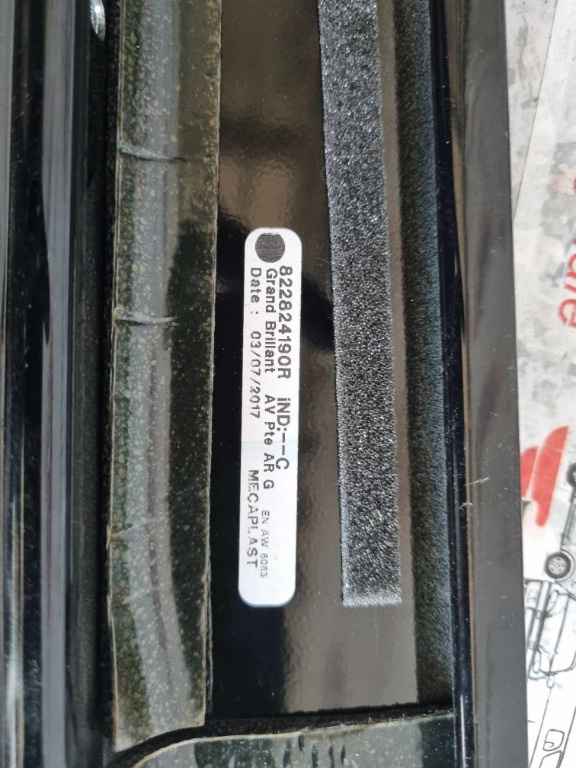 822824190R iND:--C
Grand Brillant AV Pte AR G EN AW 6063
Date : 03/07/2017 MECAPLAST